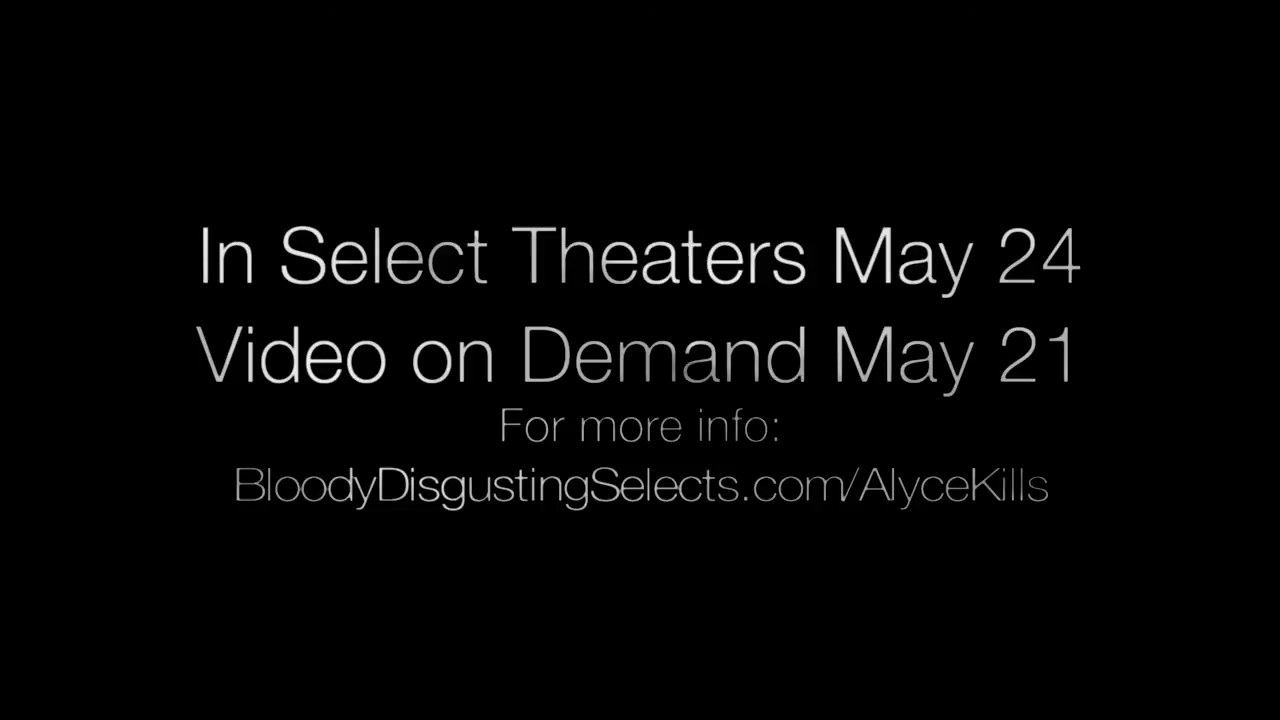 In Select Theaters May 24
Video on Demand May 21
For more info:
BloodyDisgustingSelects.com/AlyceKills